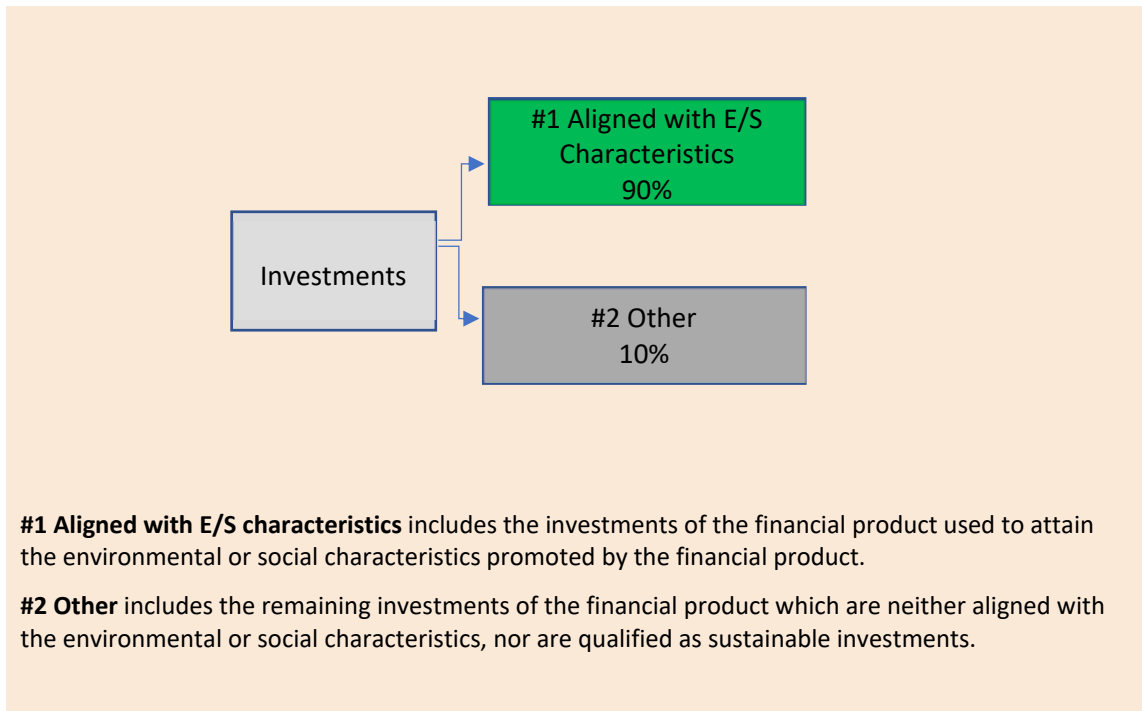 #1 Aligned with E/S
Characteristics
90%
Investments
#2 Other
10%
#1 Aligned with E/S characteristics includes the investments of the financial product used to attain
the environmental or social characteristics promoted by the financial product.
#2 Other includes the remaining investments of the financial product which are neither aligned with
the environmental or social characteristics, nor are qualified as sustainable investments.